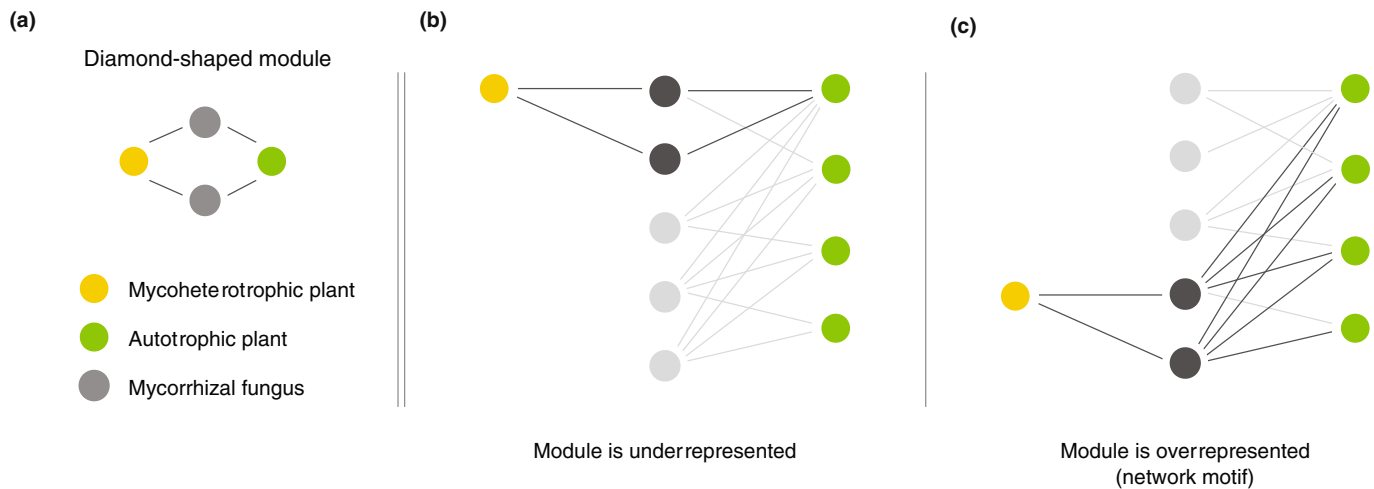 (a)
Diamond-shaped module
Mycoheterotrophic plant
Autotrophic plant
Mycorrhizal fungus
(b)
Module is underrepresented
(c)
Module is overrepresented
(network motif)